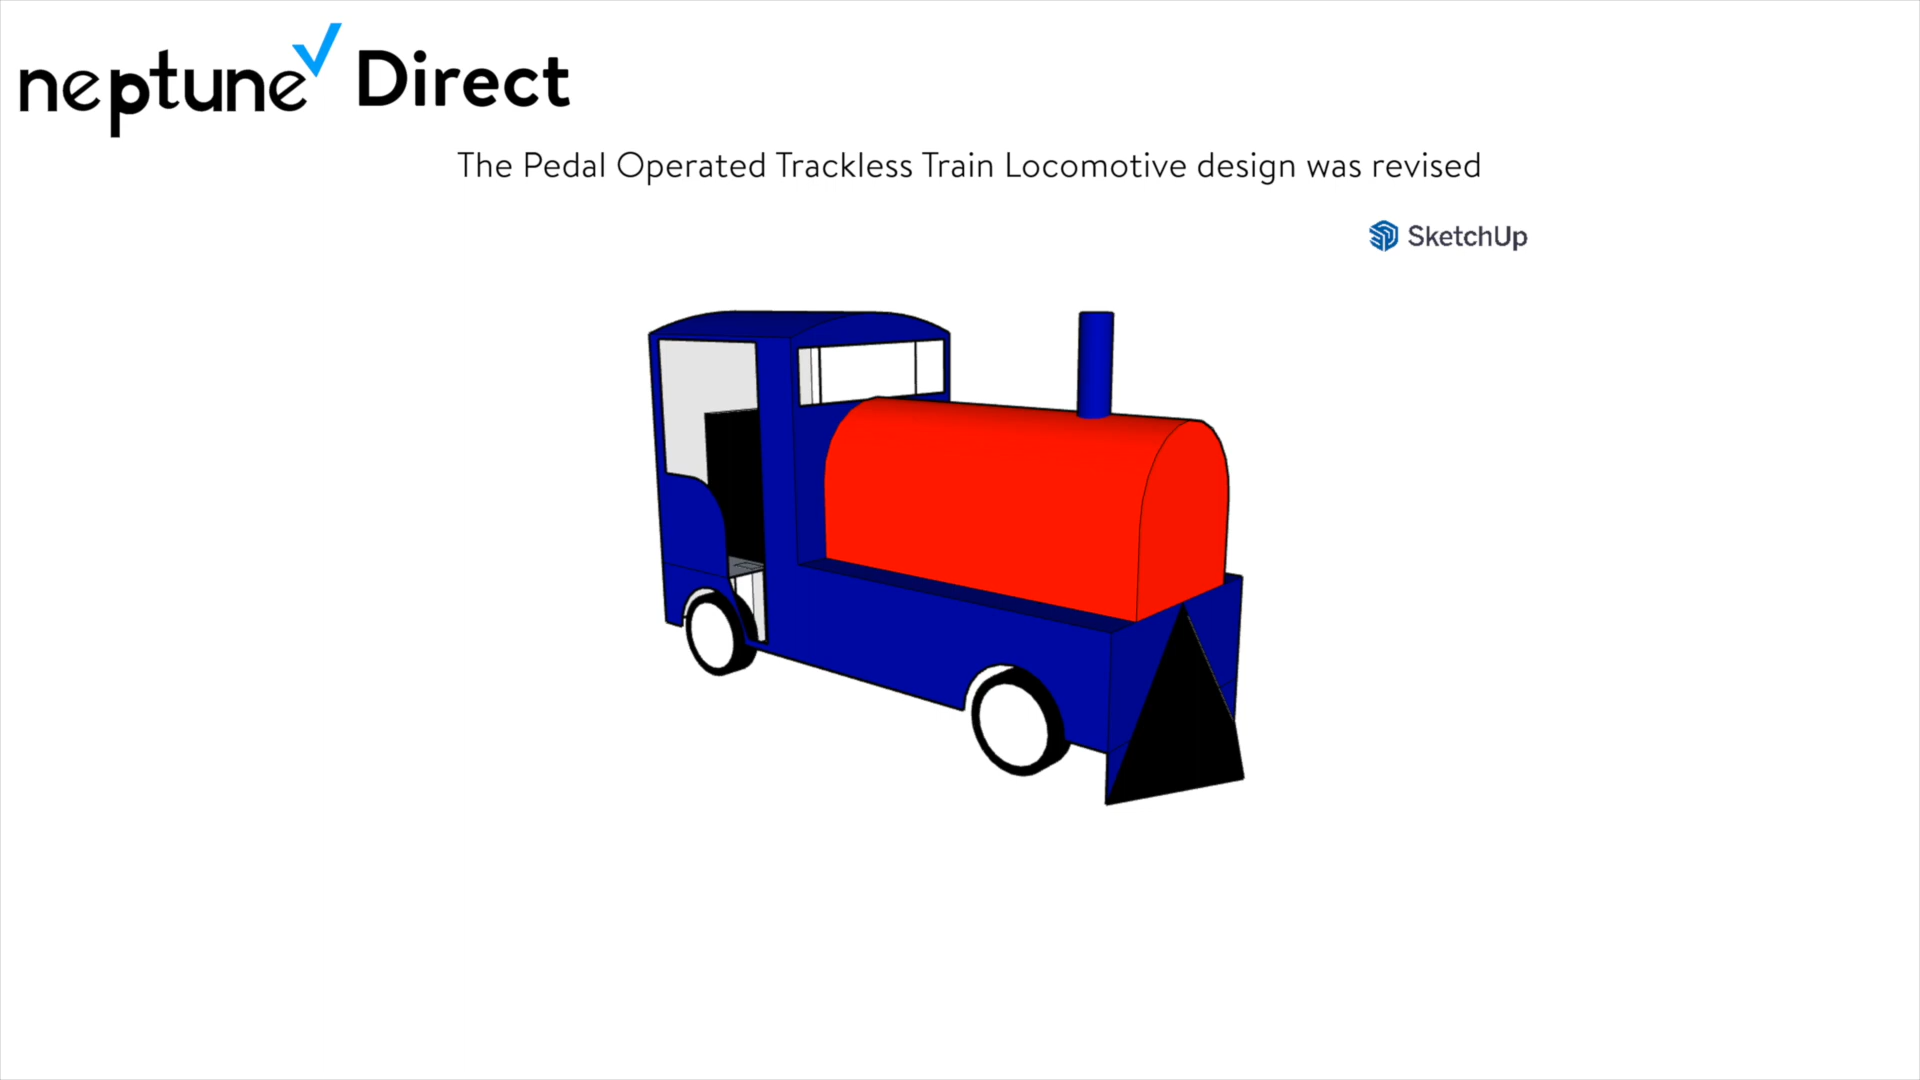 neptune Direct
The Pedal Operated Trackless Train Locomotive design was revised
SketchUp